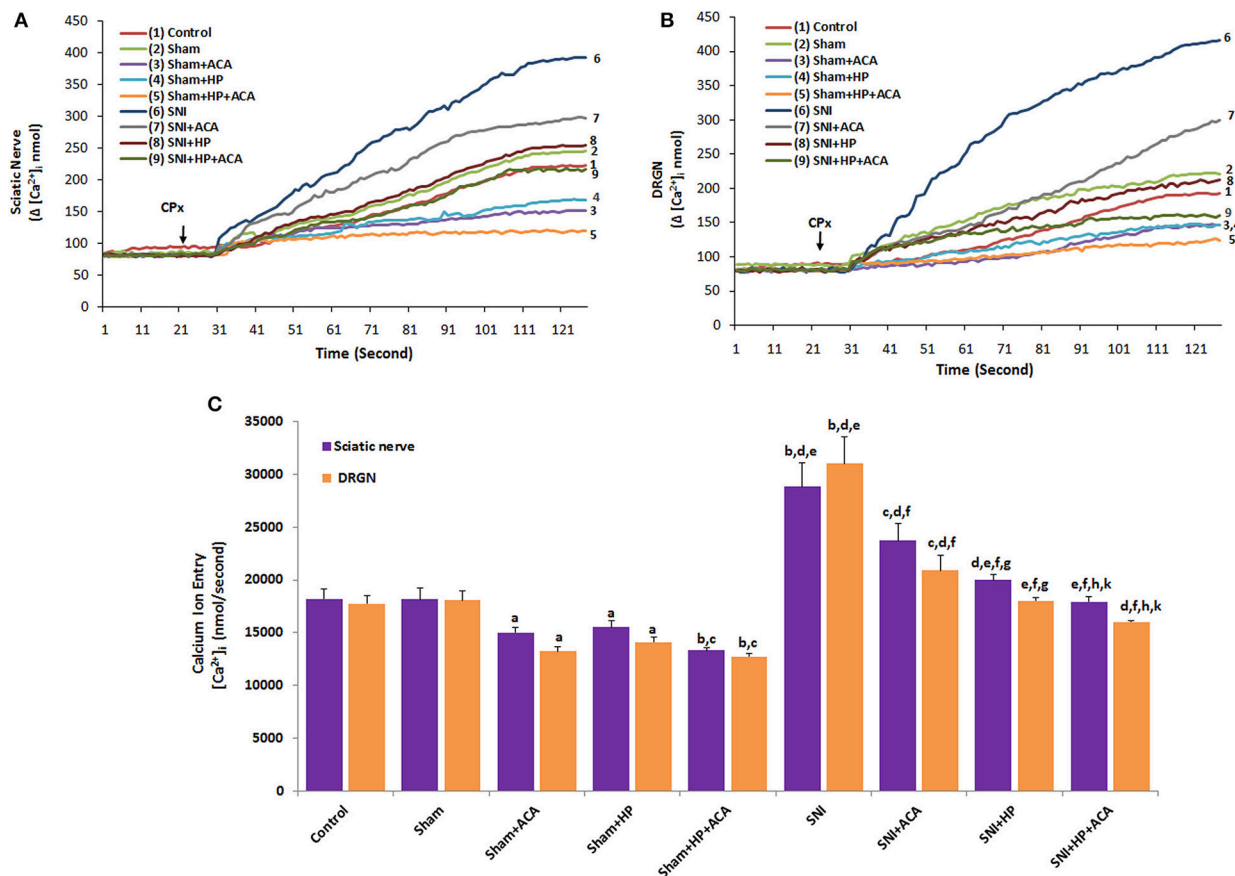 A
Sciatic Nerve
(Δ [Ca²⁺]ᵢ nmol)
450
400
350
300
250
200
150
100
50
0
(1) Control
(2) Sham
(3) Sham+ACA
(4) Sham+HP
(5) Sham+HP+ACA
(6) SNI
(7) SNI+ACA
(8) SNI+HP
(9) SNI+HP+ACA
CPx
6
7
8
2
1
9
4
3
5
1 11 21 31 41 51 61 71 81 91 101 111 121
Time (Second)
B
DRGN
(Δ [Ca²⁺]ᵢ nmol)
450
400
350
300
250
200
150
100
50
0
(1) Control
(2) Sham
(3) Sham+ACA
(4) Sham+HP
(5) Sham+HP+ACA
(6) SNI
(7) SNI+ACA
(8) SNI+HP
(9) SNI+HP+ACA
CPx
6
7
2
8
1
9
3,4
5
1 11 21 31 41 51 61 71 81 91 101 111 121
Time (Second)
C
Calcium Ion Entry
[Ca²⁺]ᵢ (nmol/second)
35000
30000
25000
20000
15000
10000
5000
0
Sciatic nerve
DRGN
a
a
a
a
b,c
b,c
b,d,e
b,d,e
c,d,f
c,d,f
d,e,f,g
e,f,g
e,f,h,k
d,f,h,k
Control
Sham
Sham+ACA
Sham+HP
Sham+HP+ACA
SNI
SNI+ACA
SNI+HP
SNI+HP+ACA